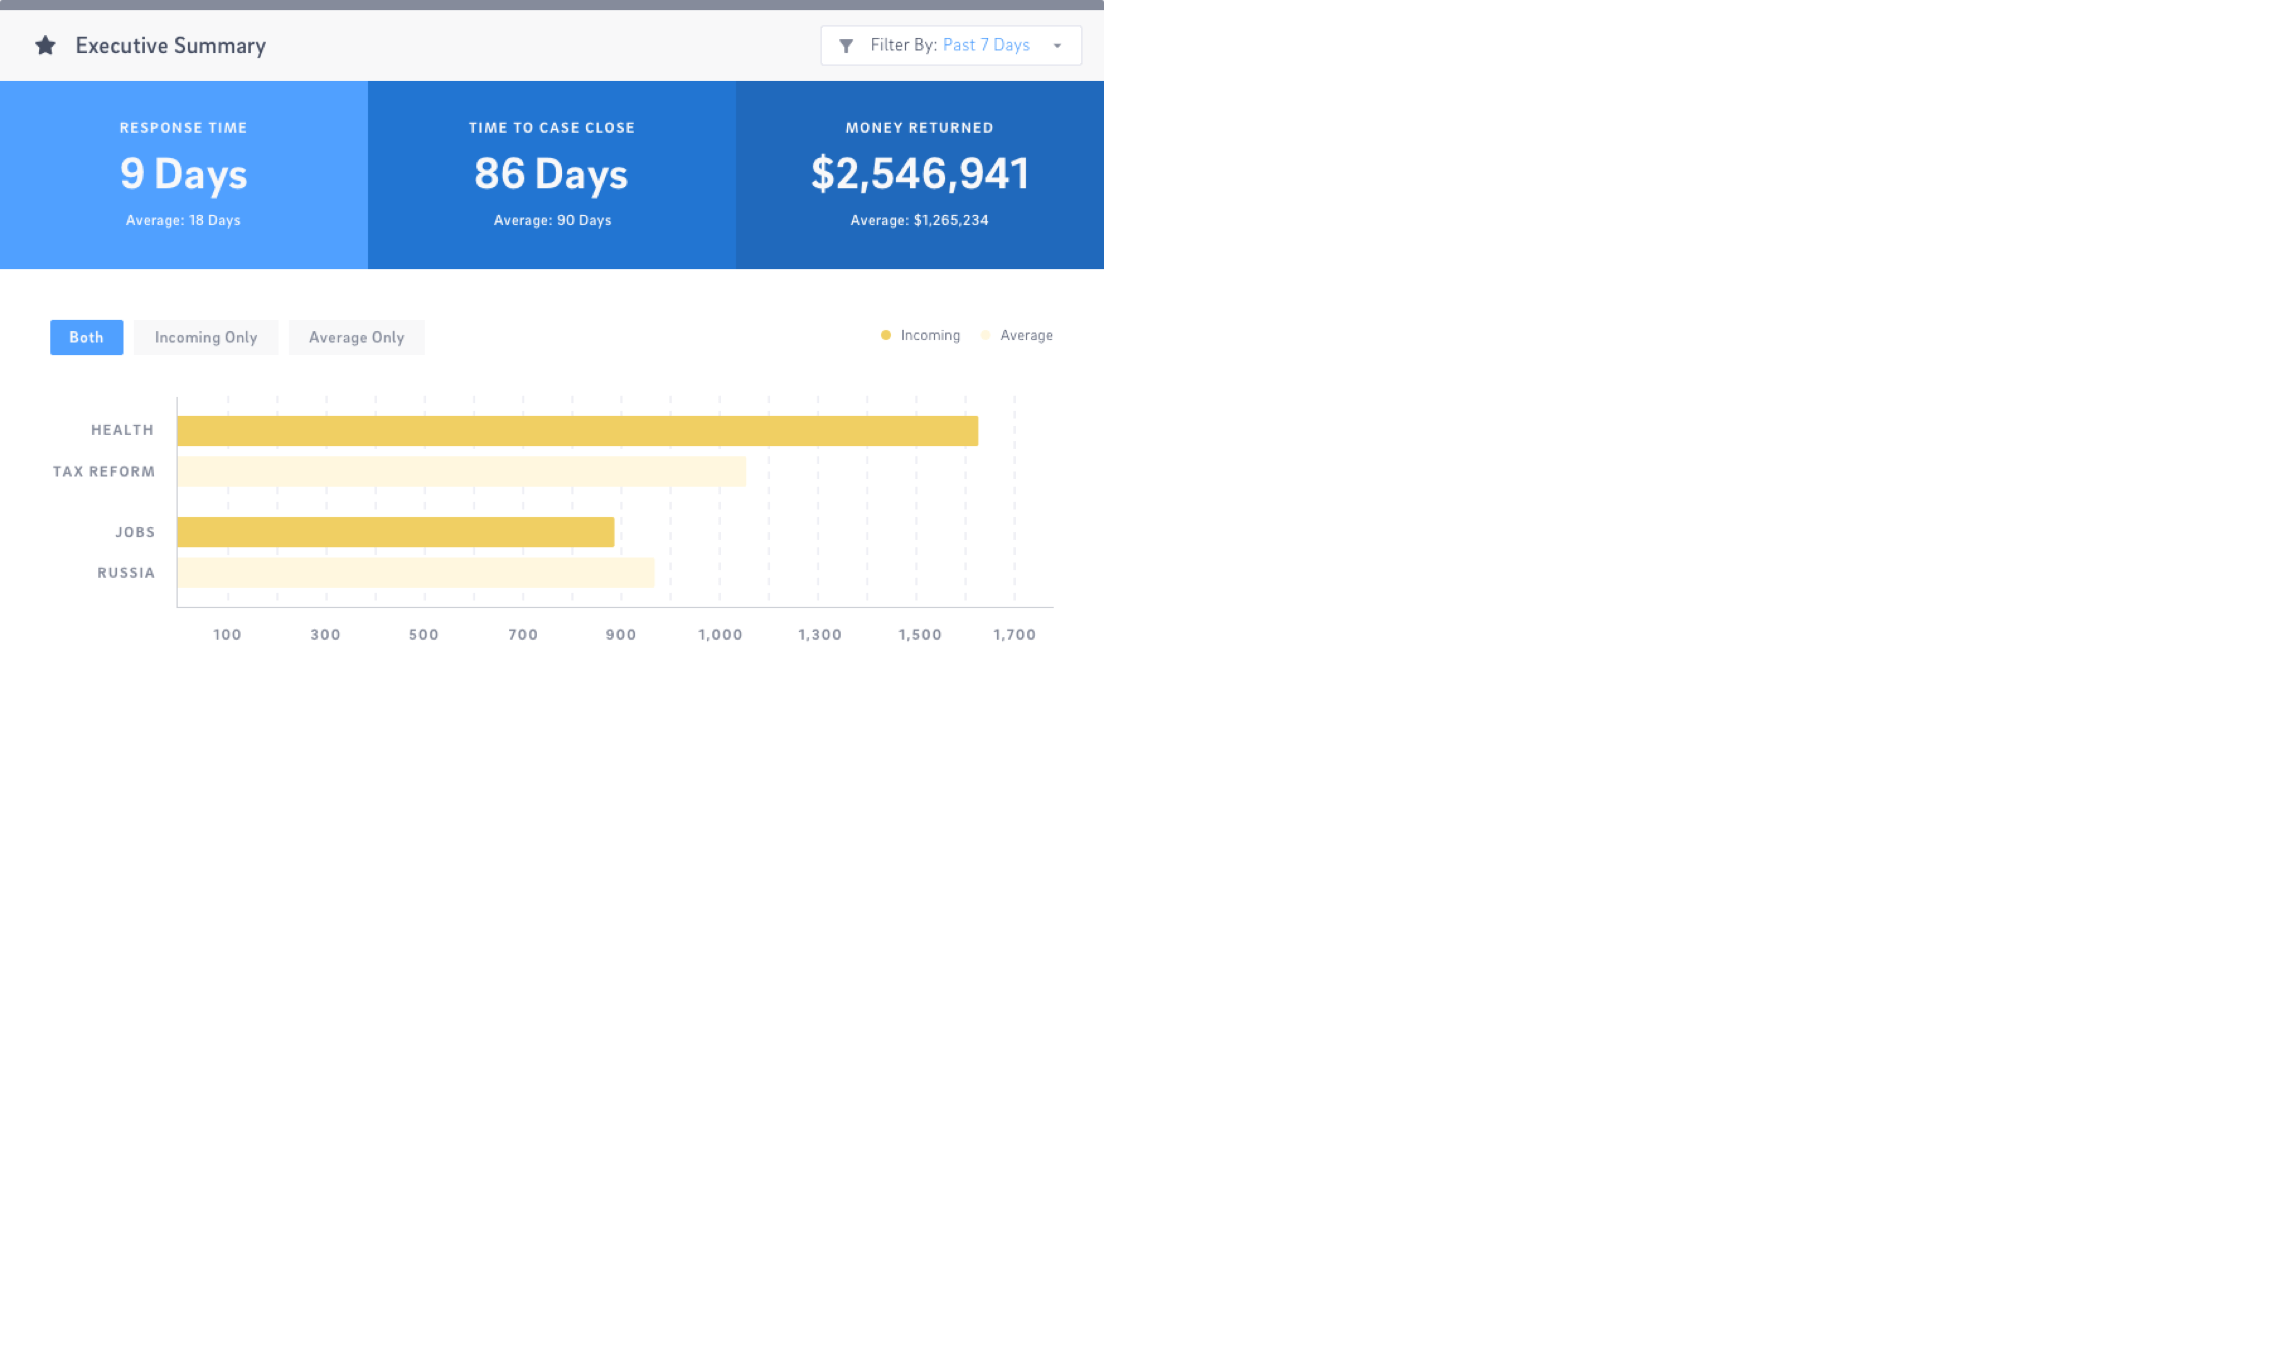 Executive Summary
Filter By: Past 7 Days
RESPONSE TIME
9 Days
Average: 18 Days
TIME TO CASE CLOSE
86 Days
Average: 90 Days
MONEY RETURNED
$2,546,941
Average: $1,265,234
Both
Incoming Only
Average Only
Incoming
Average
HEALTH
TAX REFORM
JOBS
RUSSIA
100 300 500 700 900 1,000 1,300 1,500 1,700